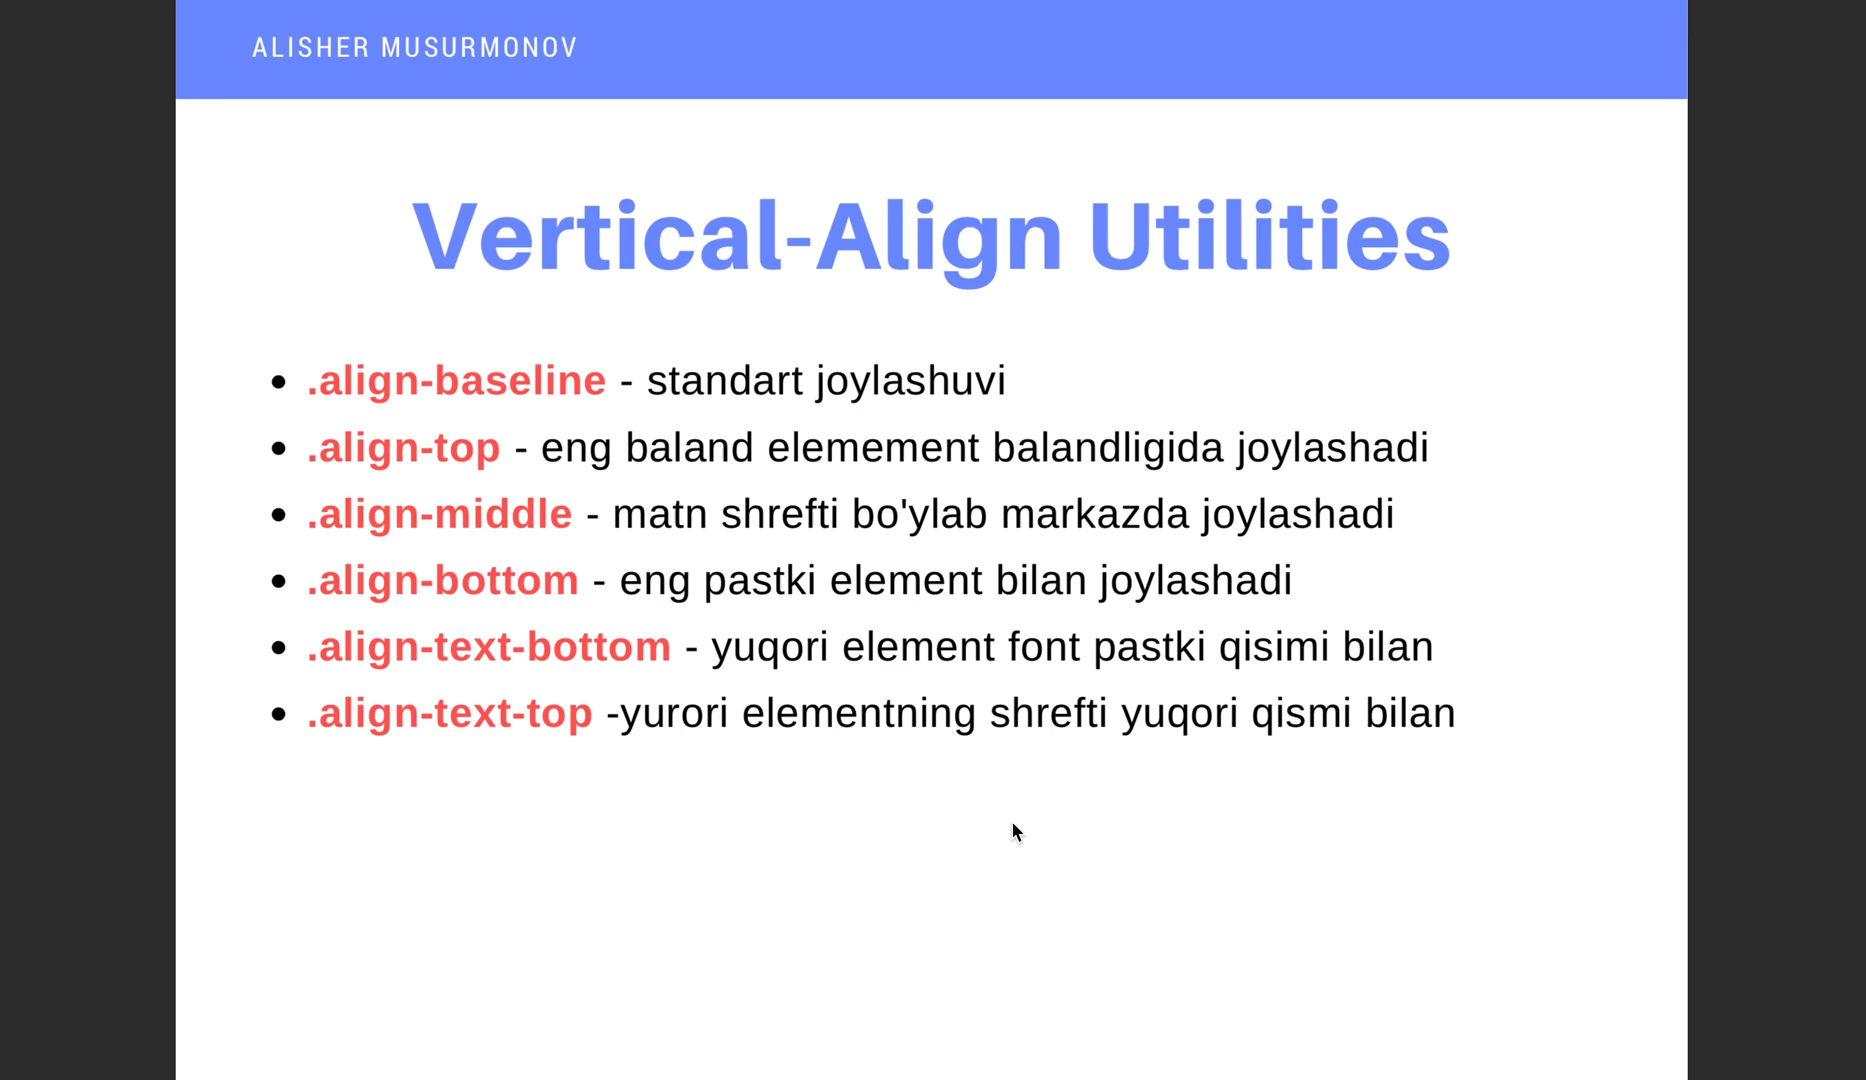 ALISHER MUSURMONOV
Vertical-Align Utilities
• .align-baseline - standart joylashuvi
• .align-top - eng baland elemement balandligida joylashadi
• .align-middle - matn shrefti bo'ylab markazda joylashadi
• .align-bottom - eng pastki element bilan joylashadi
• .align-text-bottom - yuqori element font pastki qisimi bilan
• .align-text-top -yurori elementning shrefti yuqori qismi bilan